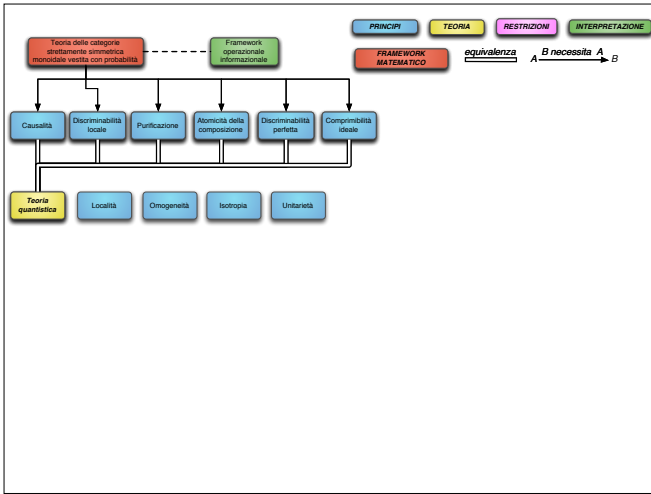 PRINCIPI
TEORIA
RESTRIZIONI
INTERPRETAZIONE
Teoria delle categorie
strettamente simmetrica
monoidale vestita con probabilità
Framework
operazionale
informazionale
FRAMEWORK
MATEMATICO
equivalenza
A B necessita A B
Causalità
Discriminabilità
locale
Purificazione
Atomicità della
composizione
Discriminabilità
perfetta
Comprimibilità
ideale
Teoria
quantistica
Località
Omogeneità
Isotropia
Unitarietà